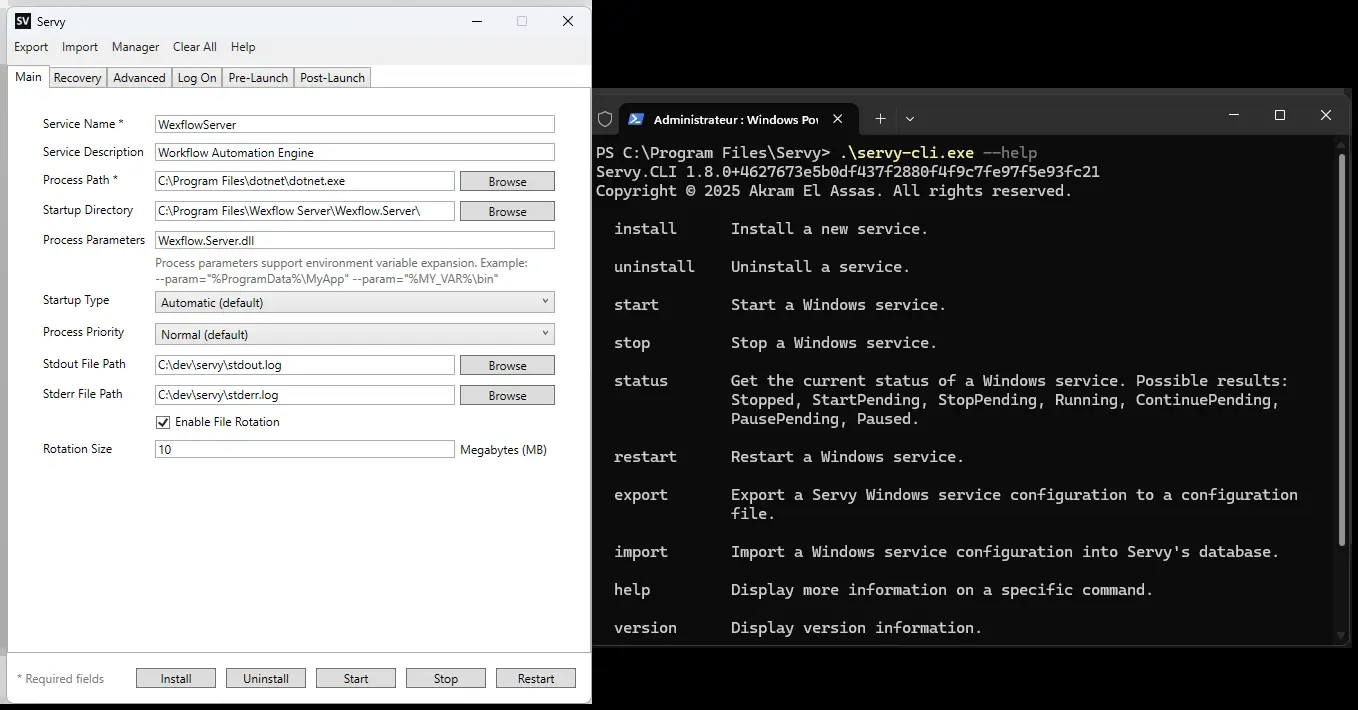 SV Servy
Export Import Manager Clear All Help
Main Recovery Advanced Log On Pre-Launch Post-Launch
Service Name * WexflowServer
Service Description Workflow Automation Engine
Process Path * C:\Program Files\dotnet\dotnet.exe Browse
Startup Directory C:\Program Files\Wexflow Server\Wexflow.Server\ Browse
Process Parameters Wexflow.Server.dll
Process parameters support environment variable expansion. Example:
--param="%ProgramData%\MyApp" --param="%MY_VAR%\bin"
Startup Type Automatic (default)
Process Priority Normal (default)
Stdout File Path C:\dev\servy\stdout.log Browse
Stderr File Path C:\dev\servy\stderr.log Browse
Enable File Rotation
Rotation Size 10 Megabytes (MB)
* Required fields Install Uninstall Start Stop Restart
Administrateur : Windows Po
PS C:\Program Files\Servy> .\servy-cli.exe --help
Servy.CLI 1.8.0+4627673e5b0df437f2880f4f9c7fe97f5e93fc21
Copyright © 2025 Akram El Assas. All rights reserved.
install Install a new service.
uninstall Uninstall a service.
start Start a Windows service.
stop Stop a Windows service.
status Get the current status of a Windows service. Possible results:
Stopped, StartPending, StopPending, Running, ContinuePending,
PausePending, Paused.
restart Restart a Windows service.
export Export a Servy Windows service configuration to a configuration
file.
import Import a Windows service configuration into Servy's database.
help Display more information on a specific command.
version Display version information.